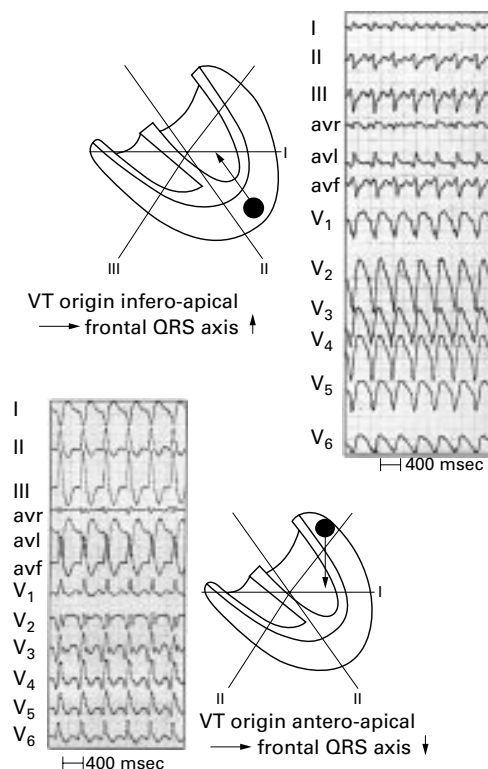 I
II
III
avr
avl
avf
V1
V2
V3
V4
V5
V6
400 msec
I
III
II
VT origin infero-apical
→ frontal QRS axis ↑
I
II
III
avr
avl
avf
V1
V2
V3
V4
V5
V6
400 msec
I
II
II
VT origin antero-apical
→ frontal QRS axis ↓